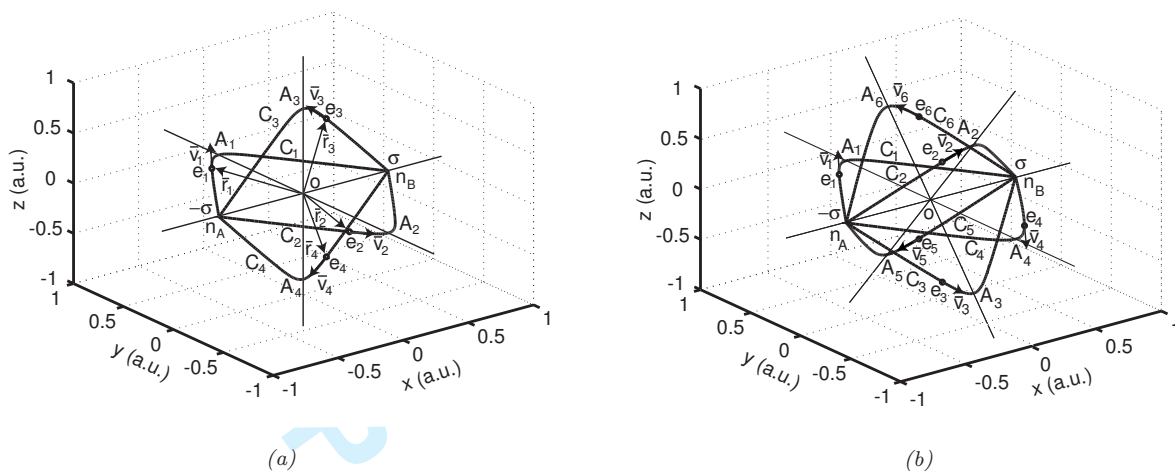 1
0.5
0
-0.5
-1
z (a.u.)
1
0.5
0
-0.5
-1
y (a.u.)
-1
-0.5
0
0.5
1
x (a.u.)
A₃ v̄₃ e₃
C₃
r̄₃
A₁
v̄₁
e₁
r̄₁
C₁
σ
n_B
o
-σ
n_A
r̄₂
C₂
e₂
v̄₂
A₂
r̄₄
C₄
e₄
A₄
v̄₄
(a)
1
0.5
0
-0.5
-1
z (a.u.)
1
0.5
0
-0.5
-1
y (a.u.)
-1
-0.5
0
0.5
x (a.u.)
A₆ v̄₆
e₆ C₆ A₂
A₁
v̄₁
e₁
C₁
e₂
v̄₂
C₂
σ
n_B
o
-σ
n_A
e₄
v̄₄
C₅
C₄
A₄
e₅
v̄₅
A₅
C₃
e₃
v̄₃
A₃
(b)